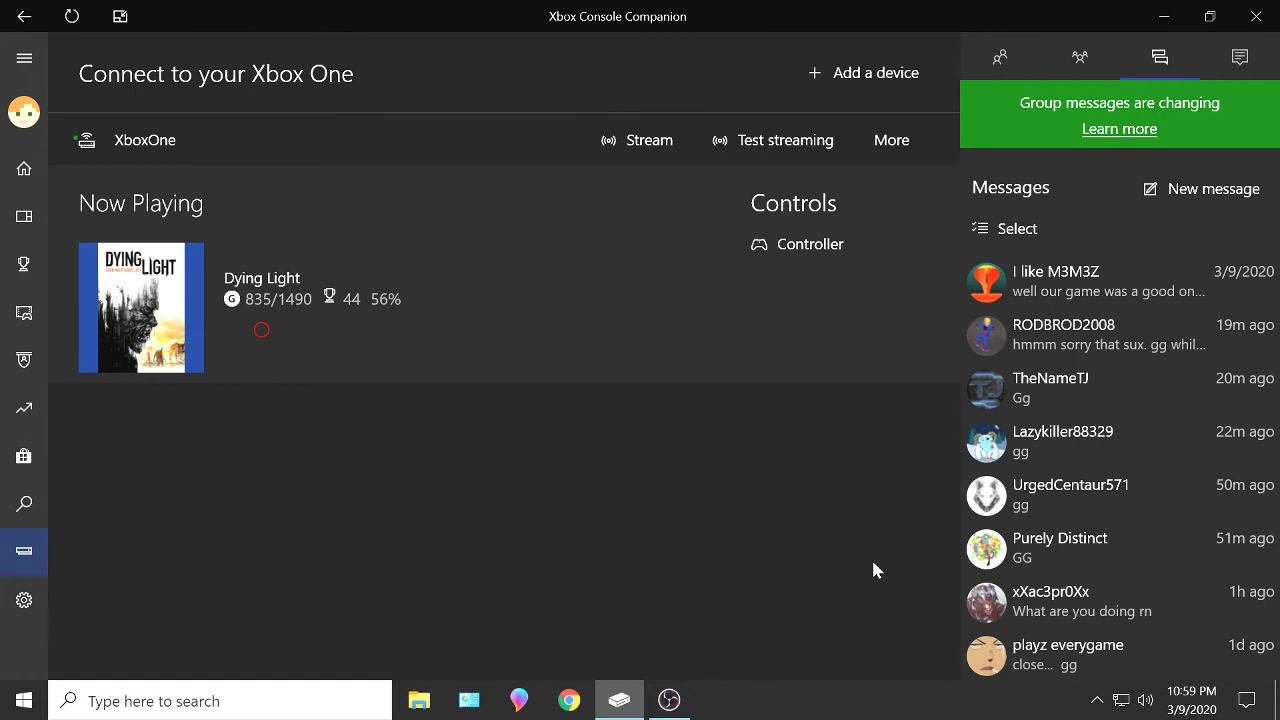 Xbox Console Companion
Connect to your Xbox One
+ Add a device
XboxOne
Stream
Test streaming
More
Now Playing
DYING LIGHT
Dying Light
G 835/1490 44 56%
Controls
Controller
Group messages are changing
Learn more
Messages
New message
Select
I like M3M3Z 3/9/2020
well our game was a good on...
RODBROD2008 19m ago
hmmm sorry that sux. gg whil...
TheNameTJ 20m ago
Gg
Lazykiller88329 22m ago
gg
UrgedCentaur571 50m ago
gg
Purely Distinct 51m ago
GG
xXac3pr0Xx 1h ago
What are you doing rn
playz everygame 1d ago
close... gg
Type here to search
10:59 PM
3/9/2020